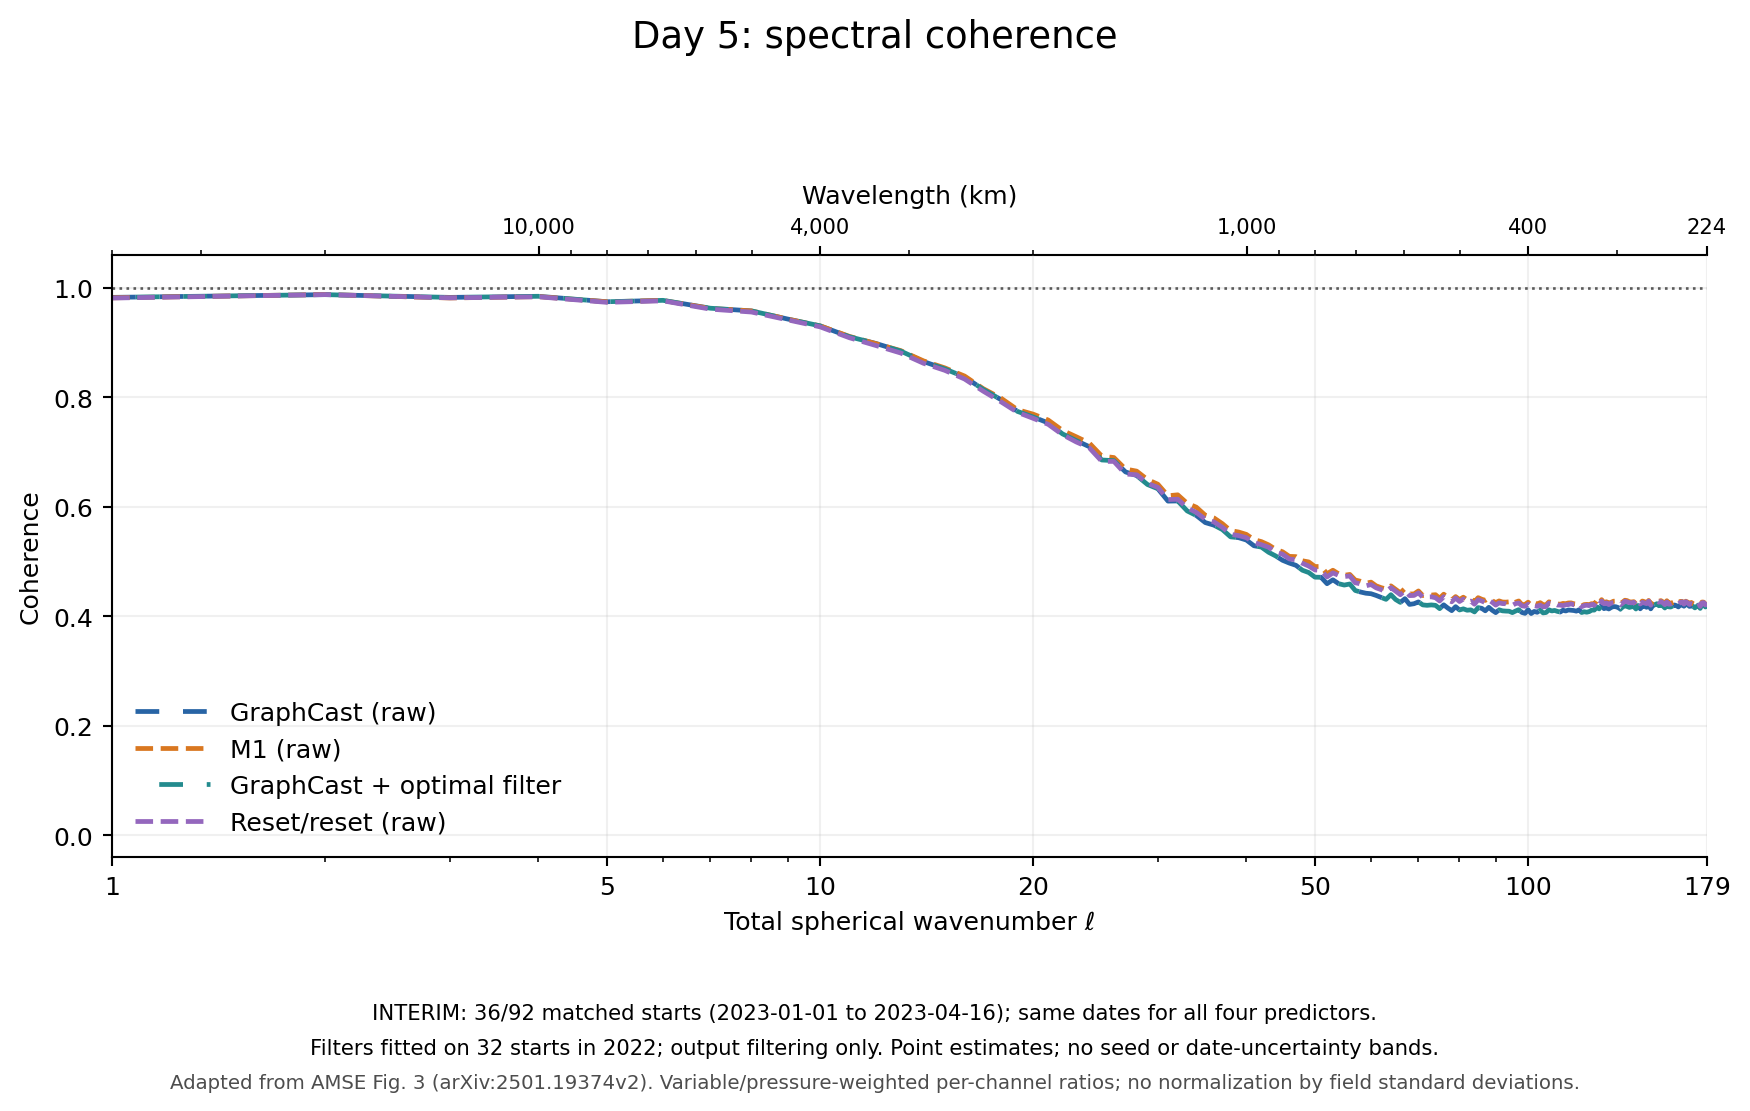 Day 5: spectral coherence
Wavelength (km)
10,000 4,000 1,000 400 224
Coherence
1.0
0.8
0.6
0.4
0.2
0.0
GraphCast (raw)
M1 (raw)
GraphCast + optimal filter
Reset/reset (raw)
1 5 10 20 50 100 179
Total spherical wavenumber ℓ
INTERIM: 36/92 matched starts (2023-01-01 to 2023-04-16); same dates for all four predictors.
Filters fitted on 32 starts in 2022; output filtering only. Point estimates; no seed or date-uncertainty bands.
Adapted from AMSE Fig. 3 (arXiv:2501.19374v2). Variable/pressure-weighted per-channel ratios; no normalization by field standard deviations.